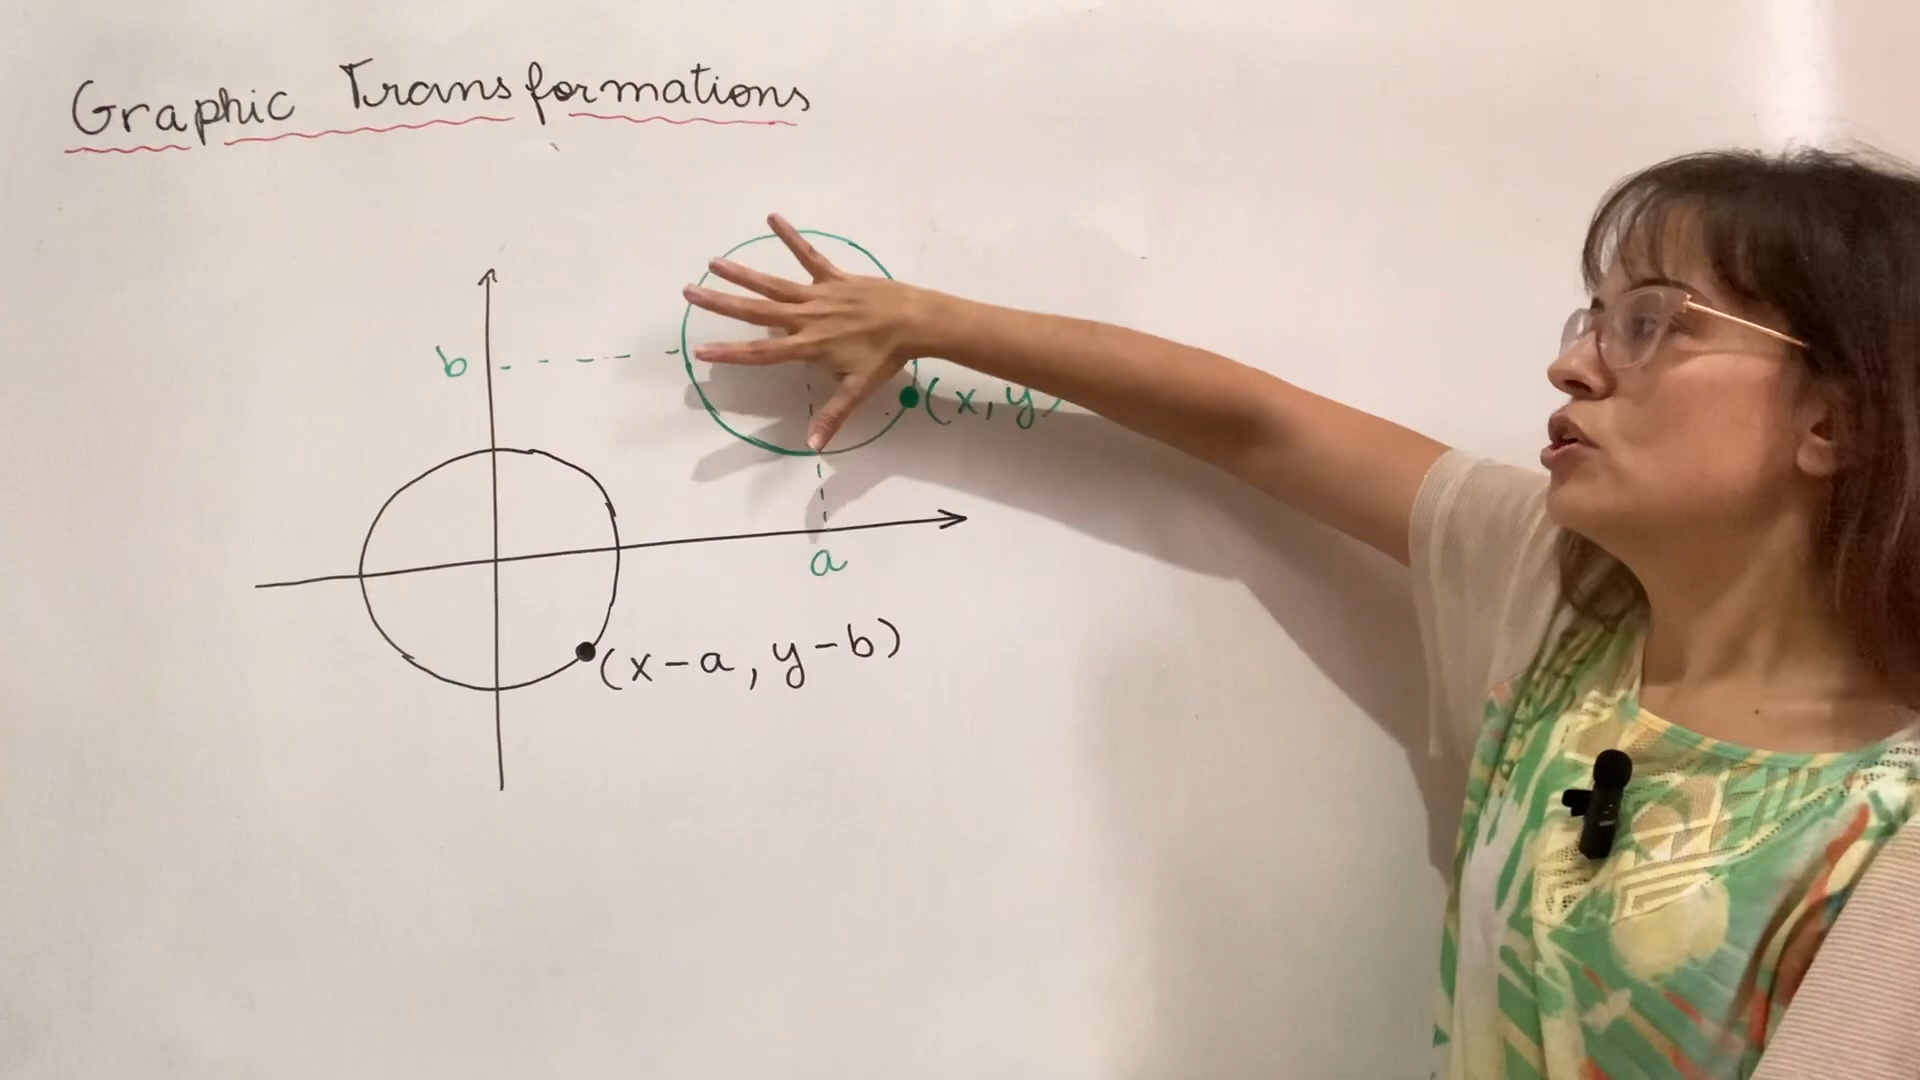 Graphic Transformations
b
(x, y)
a
(x-a, y-b)